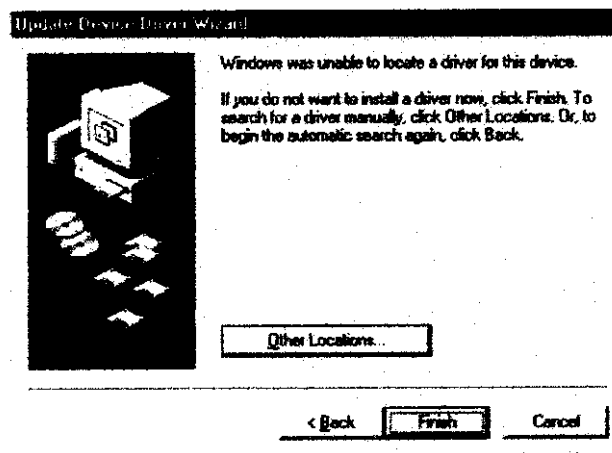 Update Device Driver Wizard
Windows was unable to locate a driver for this device.
If you do not want to install a driver now, click Finish. To
search for a driver manually, click Other Locations. Or, to
begin the automatic search again, click Back.
Other Locations...
< Back
Finish
Cancel